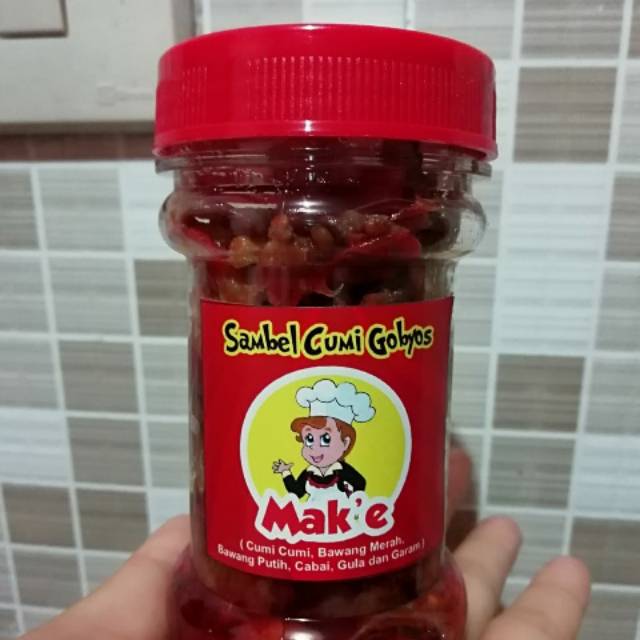 Sambel Cumi Gobyos
Mak'e
( Cumi Cumi, Bawang Merah,
Bawang Putih, Cabai, Gula dan Garam )